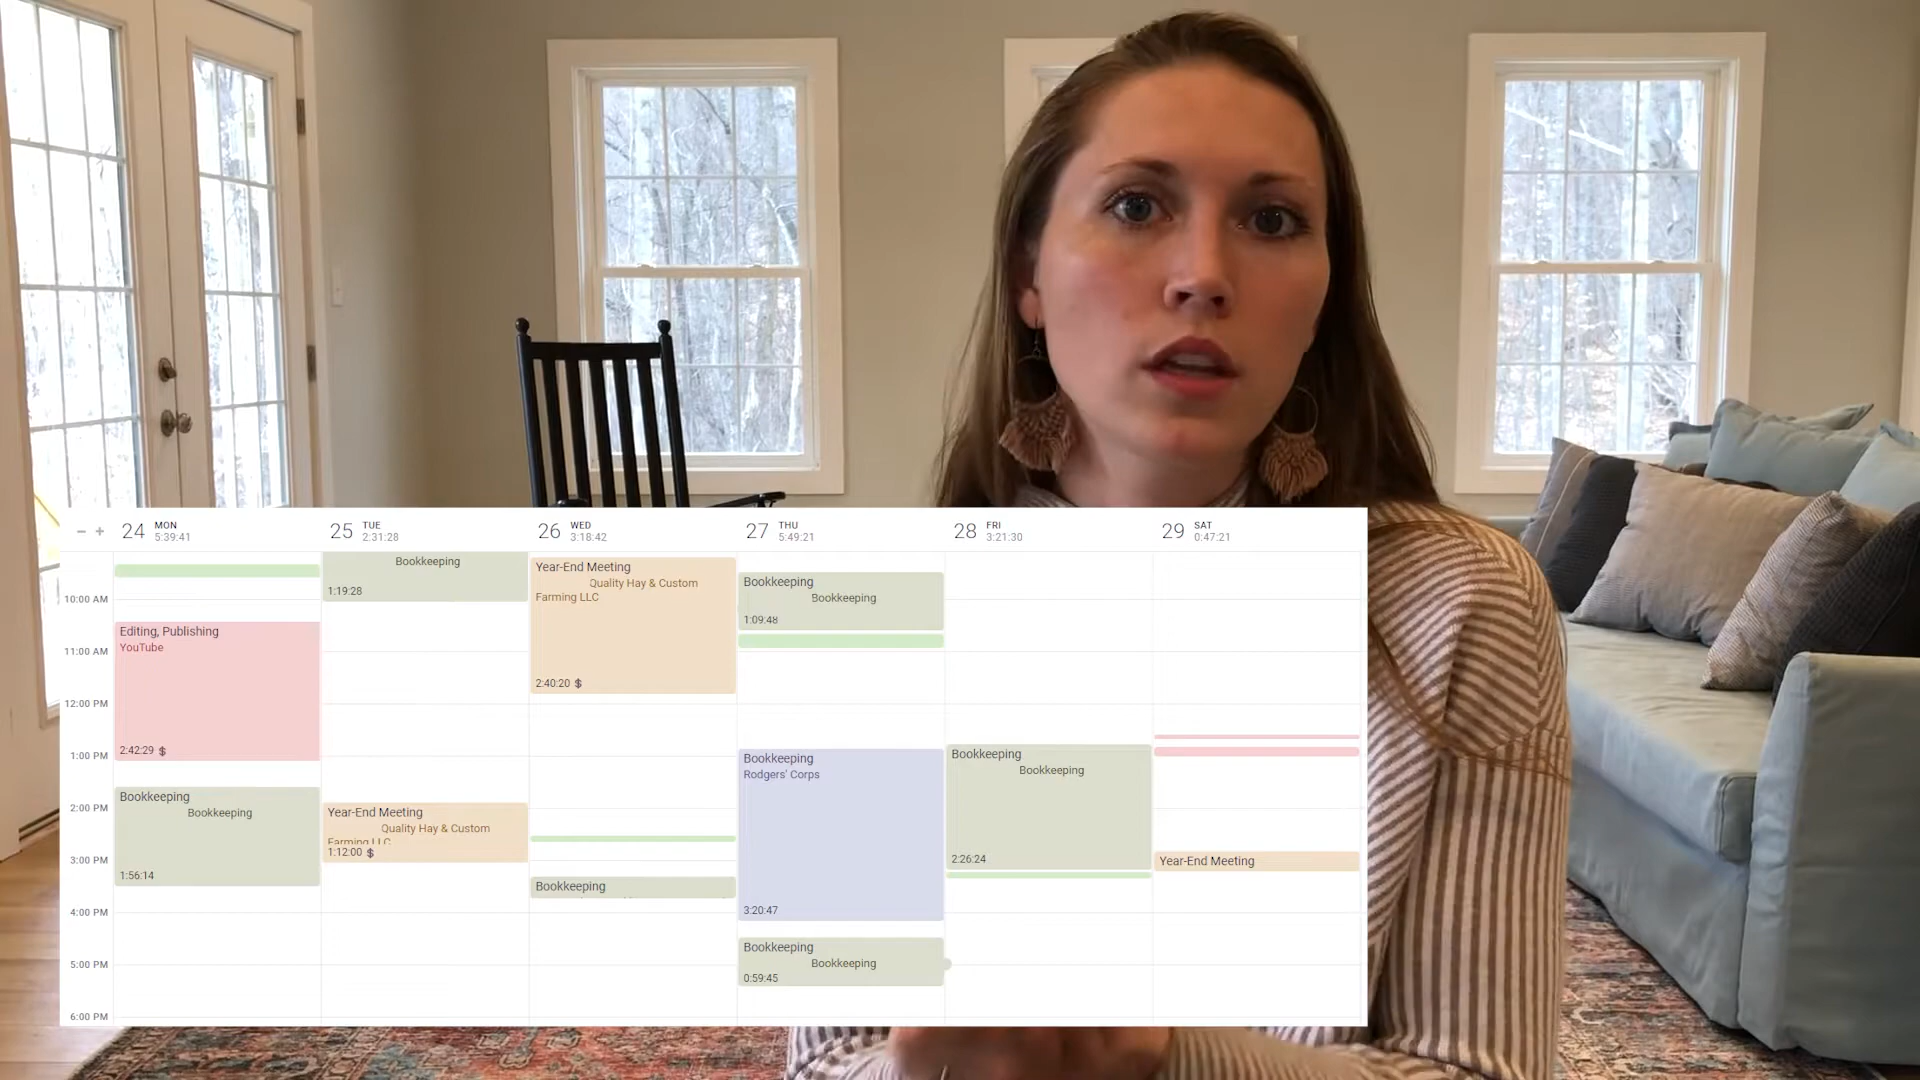 − +
24 MON
5:39:41
25 TUE
2:31:28
26 WED
3:18:42
27 THU
5:49:21
28 FRI
3:21:30
29 SAT
0:47:21
10:00 AM
11:00 AM
12:00 PM
1:00 PM
2:00 PM
3:00 PM
4:00 PM
5:00 PM
6:00 PM
Editing, Publishing
YouTube
2:42:29 $
Bookkeeping
Bookkeeping
1:56:14
Bookkeeping
1:19:28
Year-End Meeting
Quality Hay & Custom
Farming LLC
1:12:00 $
Year-End Meeting
Quality Hay & Custom
Farming LLC
2:40:20 $
Bookkeeping
Bookkeeping
Bookkeeping
1:09:48
Bookkeeping
Rodgers' Corps
3:20:47
Bookkeeping
Bookkeeping
0:59:45
Bookkeeping
Bookkeeping
2:26:24
Year-End Meeting